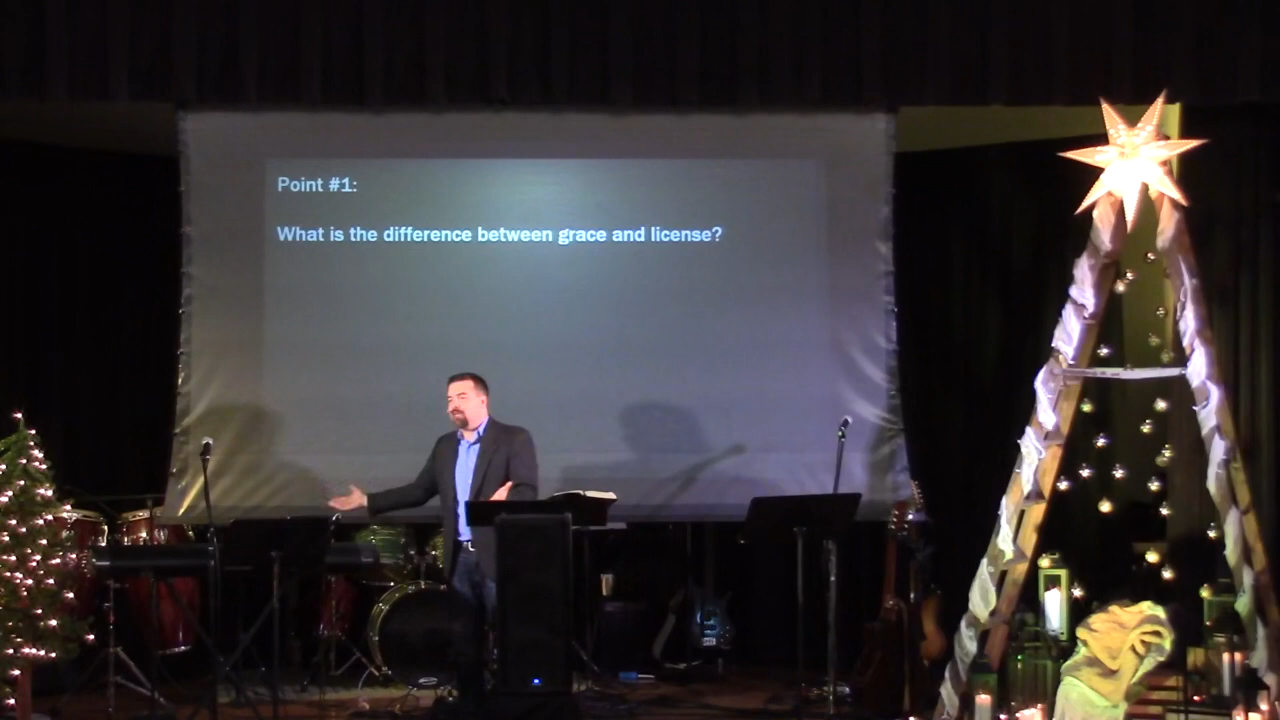 Point #1:
What is the difference between grace and license?